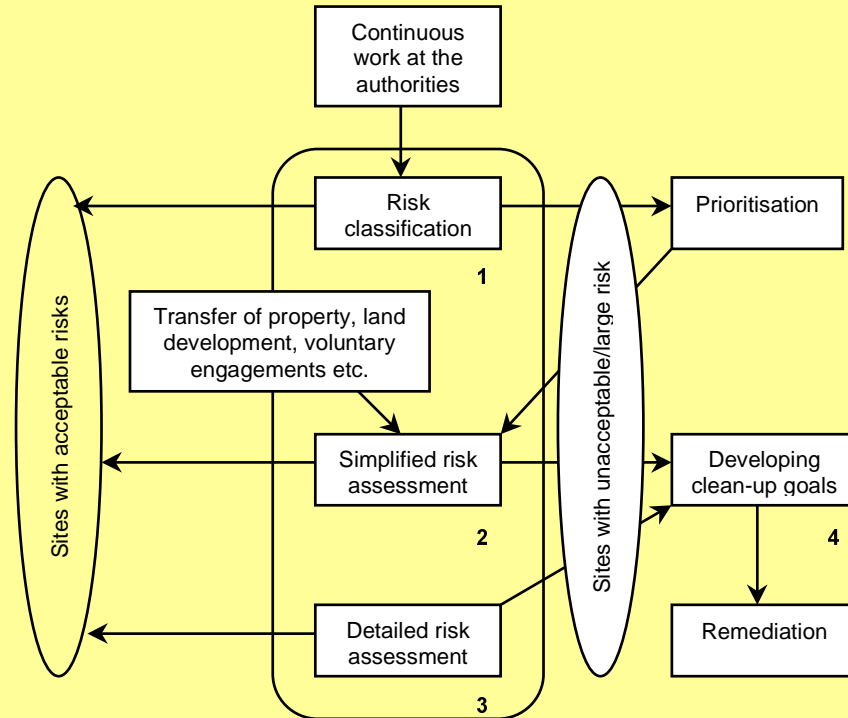 Continuous
work at the
authorities
Risk
classification
Prioritisation
1
Transfer of property, land
development, voluntary
engagements etc.
Sites with acceptable risks
Sites with unacceptable/large risk
Simplified risk
assessment
Developing
clean-up goals
2
4
Detailed risk
assessment
Remediation
3